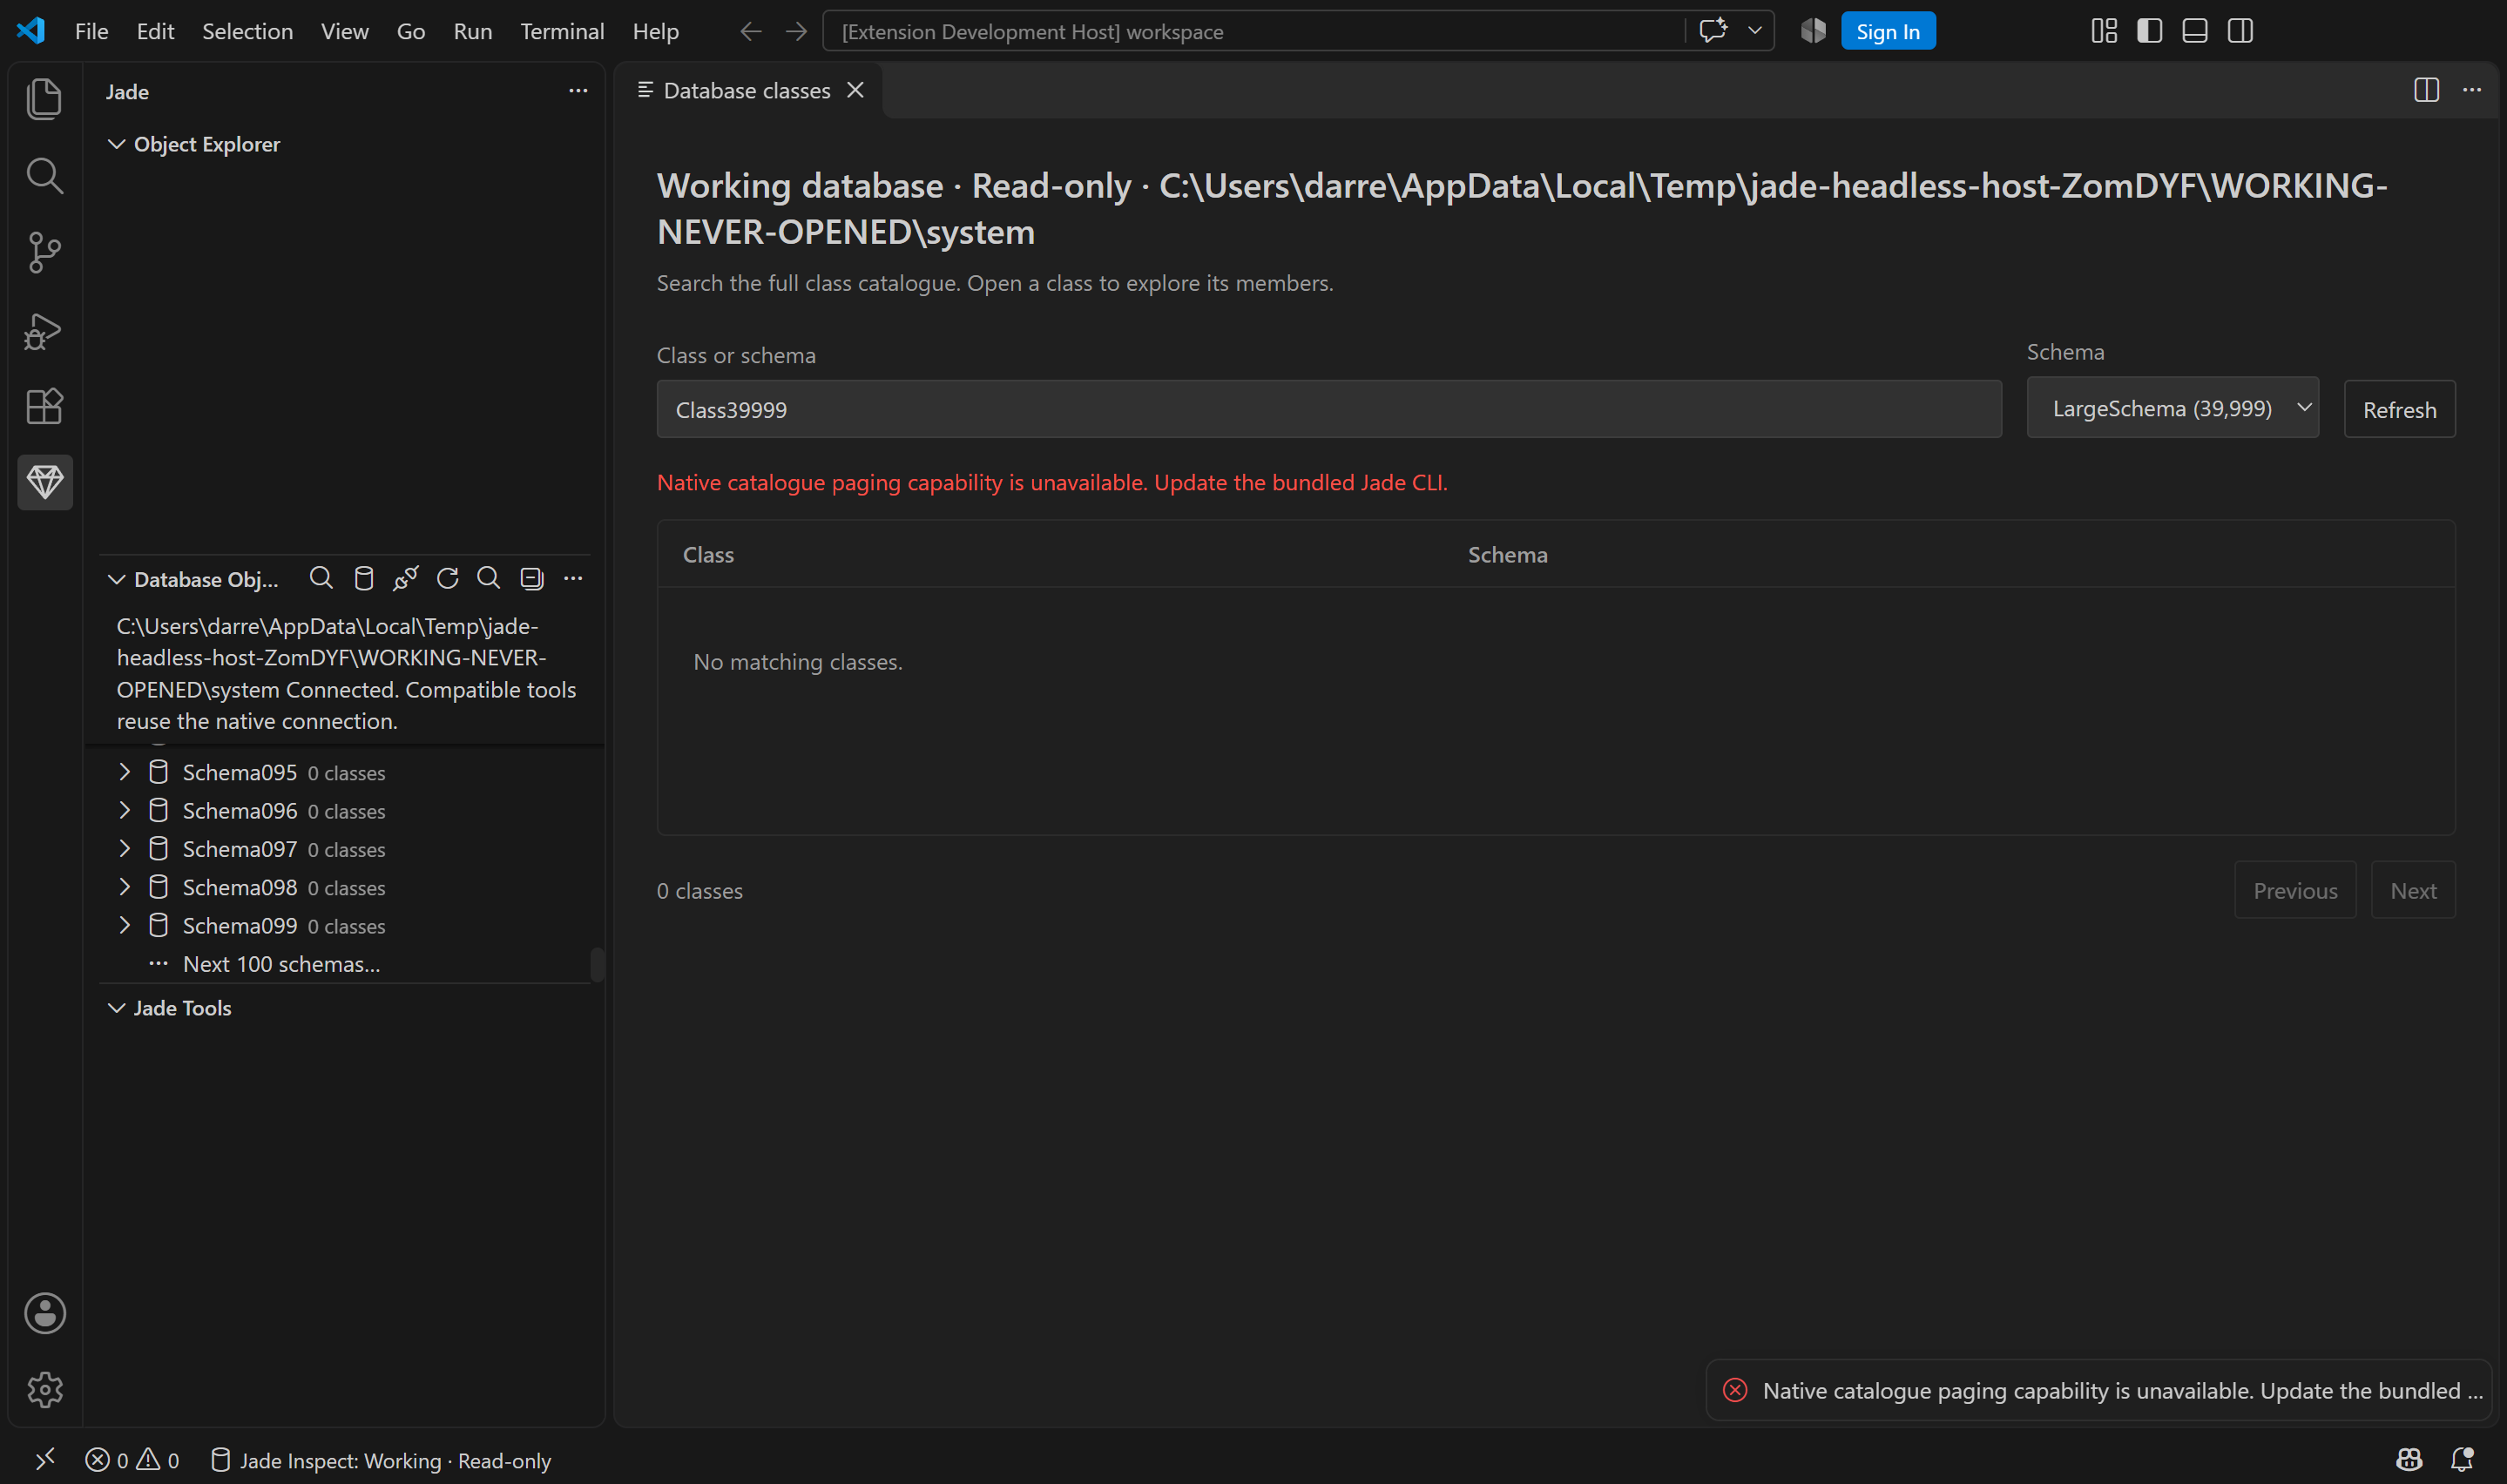 File Edit Selection View Go Run Terminal Help
[Extension Development Host] workspace
Sign In
Jade
Object Explorer
Database Obj...
C:\Users\darre\AppData\Local\Temp\jade-
headless-host-ZomDYF\WORKING-NEVER-
OPENED\system Connected. Compatible tools
reuse the native connection.
Schema095 0 classes
Schema096 0 classes
Schema097 0 classes
Schema098 0 classes
Schema099 0 classes
Next 100 schemas...
Jade Tools
Database classes
Working database · Read-only · C:\Users\darre\AppData\Local\Temp\jade-headless-host-ZomDYF\WORKING-
NEVER-OPENED\system
Search the full class catalogue. Open a class to explore its members.
Class or schema
Schema
Class39999
LargeSchema (39,999)
Refresh
Native catalogue paging capability is unavailable. Update the bundled Jade CLI.
Class Schema
No matching classes.
0 classes
Previous
Next
Native catalogue paging capability is unavailable. Update the bundled ...
0 0 Jade Inspect: Working · Read-only